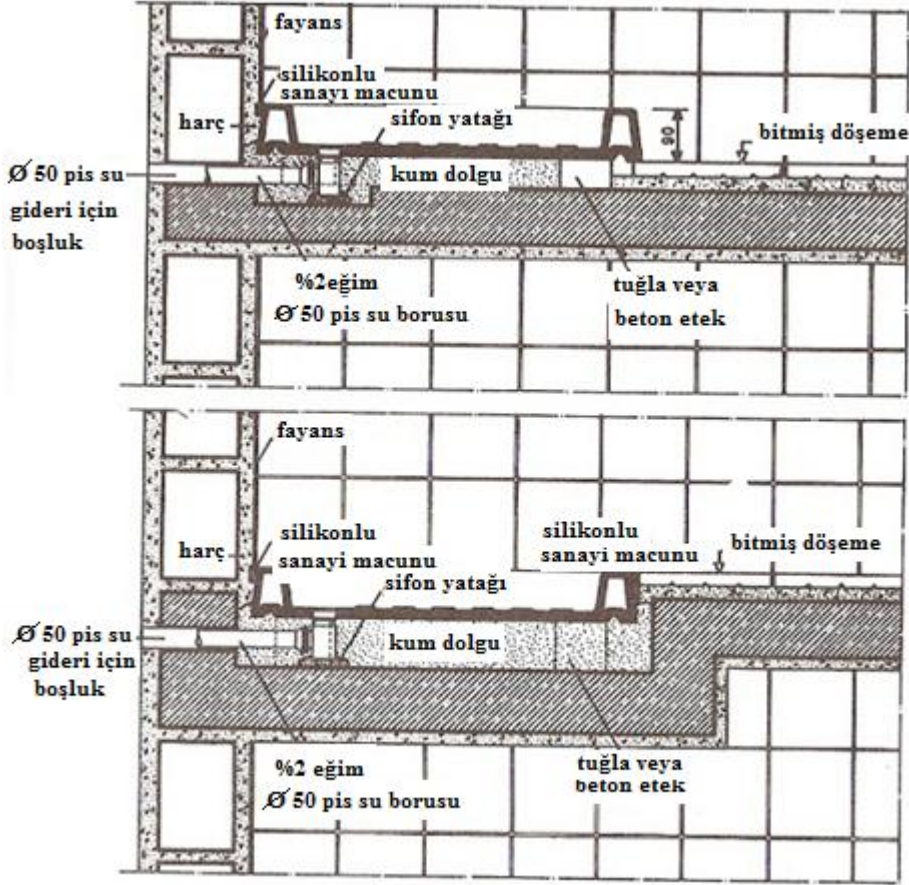 fayans
silikonlu
sanayi macunu
harç
sifon yatağı
90
bitmiş döşeme
Ø 50 pis su
gideri için
boşluk
kum dolgu
%2eğim
Ø 50 pis su borusu
tuğla veya
beton etek
fayans
silikonlu
sanayi macunu
harç
sifon yatağı
silikonlu
sanayi macunu
bitmiş döşeme
Ø 50 pis su
gideri için
boşluk
kum dolgu
%2 eğim
Ø 50 pis su borusu
tuğla veya
beton etek